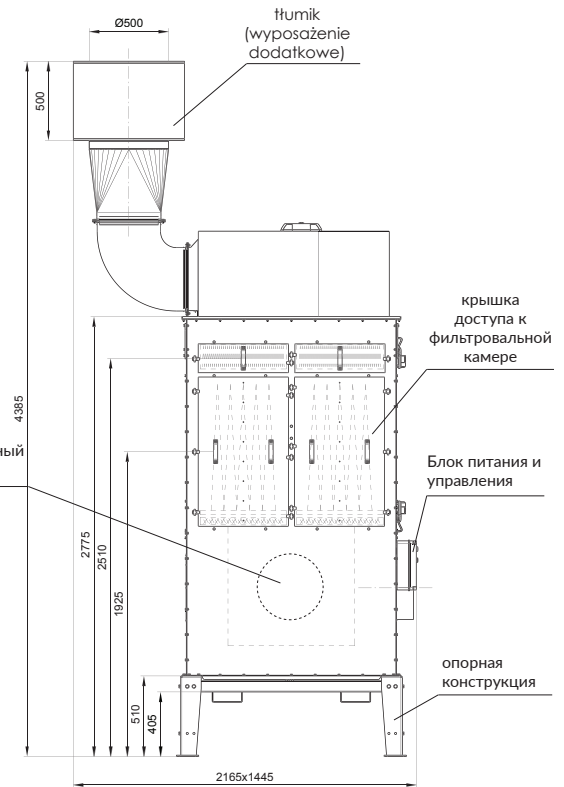 Ø500
tłumik
(wyposażenie
dodatkowe)
500
крышка
доступа к
фильтровальной
камере
4385
Блок питания и
управления
2775
2510
1925
опорная
конструкция
510
405
2165x1445